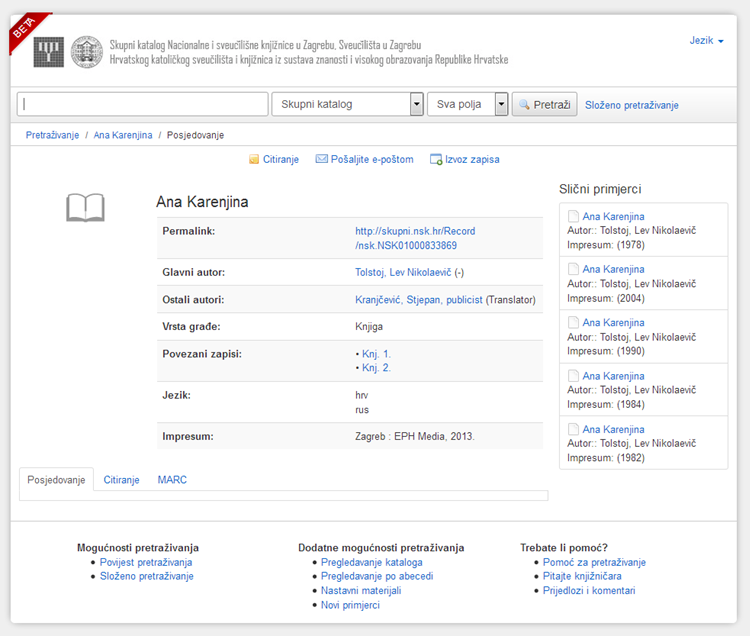 BETA
Skupni katalog Nacionalne i sveučilišne knjižnice u Zagrebu, Sveučilišta u Zagrebu
Hrvatskog katoličkog sveučilišta i knjižnica iz sustava znanosti i visokog obrazovanja Republike Hrvatske
Jezik
Skupni katalog
Sva polja
Pretraži
Složeno pretraživanje
Pretraživanje / Ana Karenjina / Posjedovanje
Citiranje
Pošaljite e-poštom
Izvoz zapisa
Ana Karenjina
Permalink: http://skupni.nsk.hr/Record
/nsk.NSK01000833869
Glavni autor: Tolstoj, Lev Nikolaevič (-)
Ostali autori: Kranjčević, Stjepan, publicist (Translator)
Vrsta građe: Knjiga
Povezani zapisi: • Knj. 1.
• Knj. 2.
Jezik: hrv
rus
Impresum: Zagreb : EPH Media, 2013.
Slični primjerci
Ana Karenjina
Autor:: Tolstoj, Lev Nikolaevič
Impresum: (1978)
Ana Karenjina
Autor:: Tolstoj, Lev Nikolaevič
Impresum: (2004)
Ana Karenjina
Autor:: Tolstoj, Lev Nikolaevič
Impresum: (1990)
Ana Karenjina
Autor:: Tolstoj, Lev Nikolaevič
Impresum: (1984)
Ana Karenjina
Autor:: Tolstoj, Lev Nikolaevič
Impresum: (1982)
Posjedovanje
Citiranje
MARC
Mogućnosti pretraživanja
• Povijest pretraživanja
• Složeno pretraživanje
Dodatne mogućnosti pretraživanja
• Pregledavanje kataloga
• Pregledavanje po abecedi
• Nastavni materijali
• Novi primjerci
Trebate li pomoć?
• Pomoć za pretraživanje
• Pitajte knjižničara
• Prijedlozi i komentari